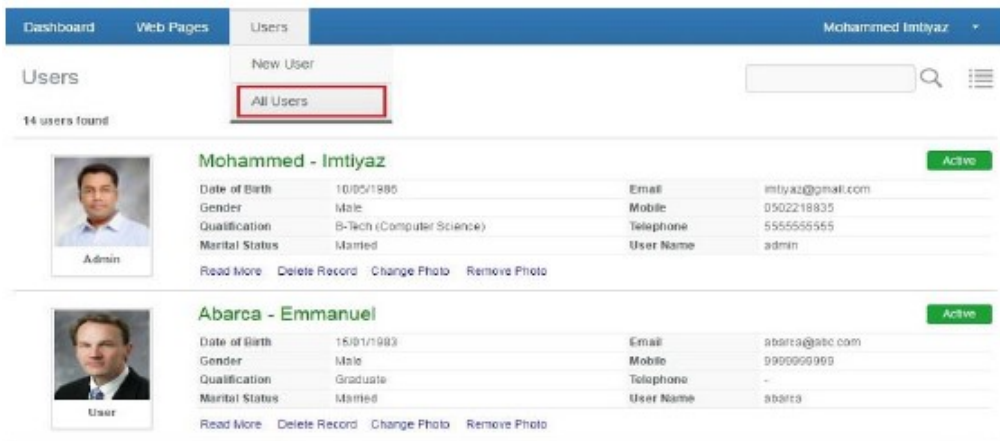 Dashboard Web Pages Users Mohammed Imtiyaz
New User
Users
All Users
14 users found
Mohammed - Imtiyaz Active
Date of Birth 10/05/1986 Email imtiyaz@gmail.com
Gender Male Mobile 0502218835
Qualification B-Tech (Computer Science) Telephone 5555555555
Marital Status Married User Name admin
Admin
Read More Delete Record Change Photo Remove Photo
Abarca - Emmanuel Active
Date of Birth 15/01/1983 Email abarca@abc.com
Gender Male Mobile 9999999999
Qualification Graduate Telephone -
Marital Status Married User Name abarca
User
Read More Delete Record Change Photo Remove Photo